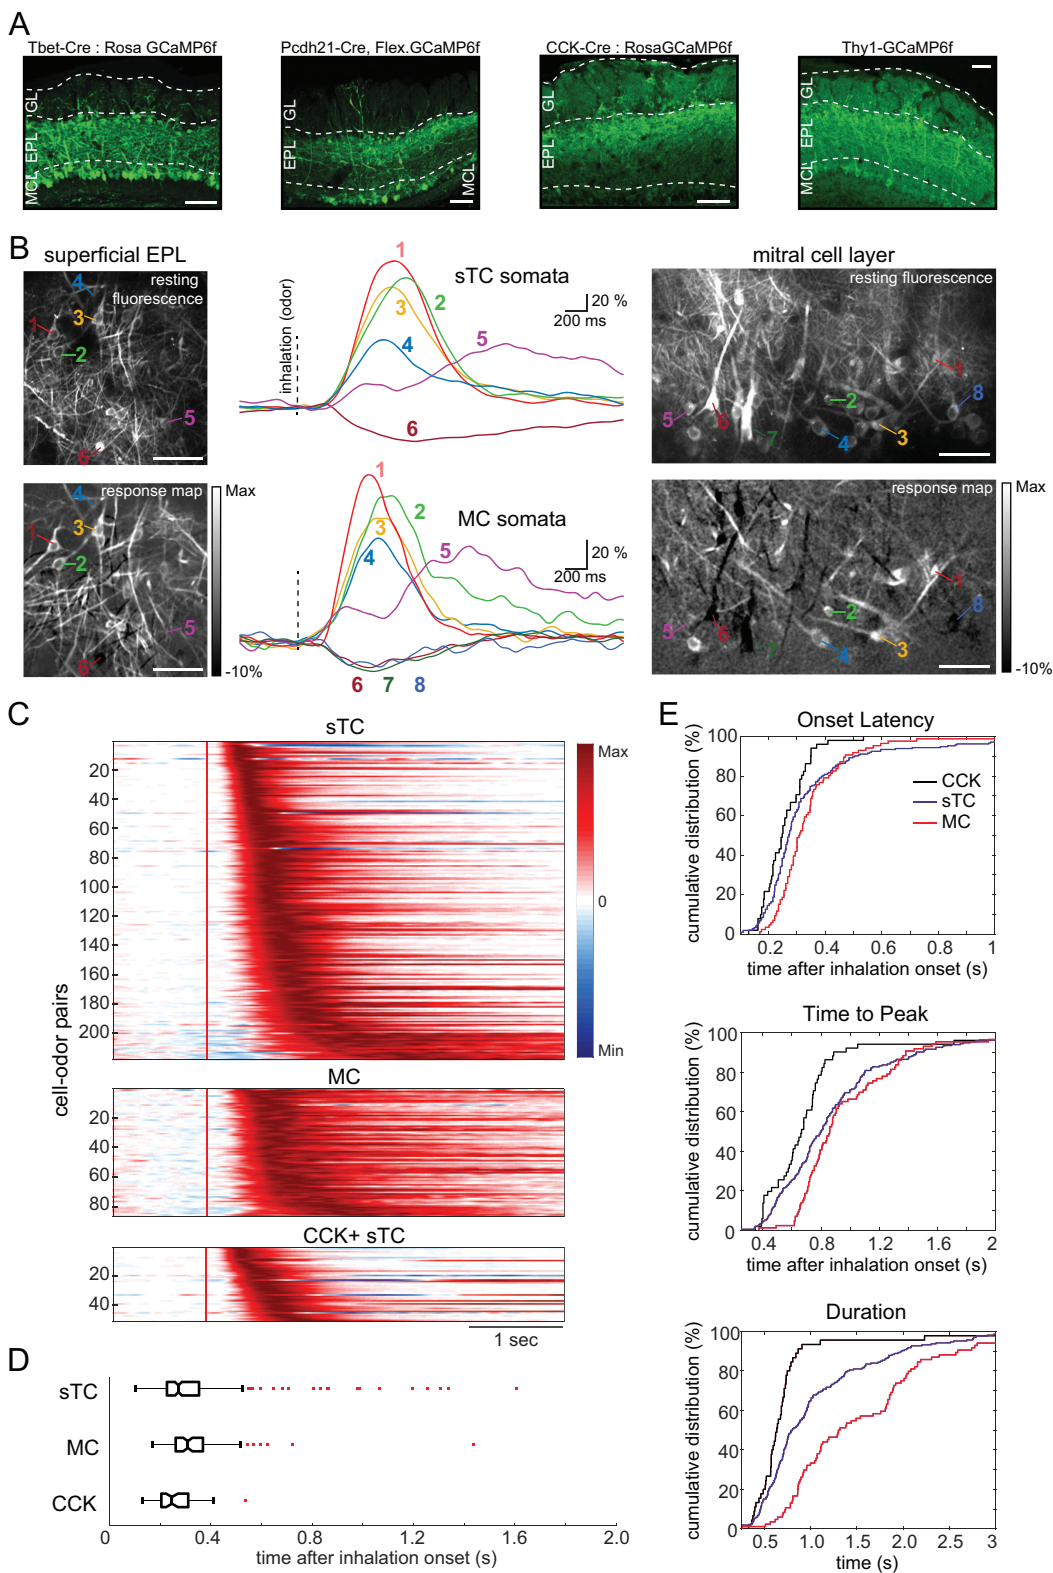 A
Tbet-Cre : Rosa GCaMP6f
Pcdh21-Cre, Flex.GCaMP6f
CCK-Cre : RosaGCaMP6f
Thy1-GCaMP6f
GL
EPL
MCL
GL
EPL
MCL
GL
EPL
GL
EPL
MCL
B
superficial EPL
resting
fluorescence
4
3
1
2
5
6
response map
4
1
3
2
5
6
Max
-10%
inhalation (odor)
sTC somata
1
2
3
4
5
6
20 %
200 ms
MC somata
1
2
3
4
5
6 7 8
20 %
200 ms
mitral cell layer
resting fluorescence
1
2
8
5
6
7
4
3
response map
1
2
8
5
6
7
4
3
Max
-10%
C
sTC
20
40
60
80
100
120
140
160
180
200
cell-odor pairs
Max
0
Min
MC
20
40
60
80
CCK+ sTC
20
40
1 sec
D
sTC
MC
CCK
0 0.4 0.8 1.2 1.6 2.0
time after inhalation onset (s)
E
Onset Latency
cumulative distribution (%)
100
80
60
40
20
0
CCK
sTC
MC
0.2 0.4 0.6 0.8 1
time after inhalation onset (s)
Time to Peak
cumulative distribution (%)
100
80
60
40
20
0
0.4 0.8 1.2 1.6 2
time after inhalation onset (s)
Duration
cumulative distribution (%)
100
80
60
40
20
0
0.5 1.0 1.5 2.0 2.5 3
time (s)